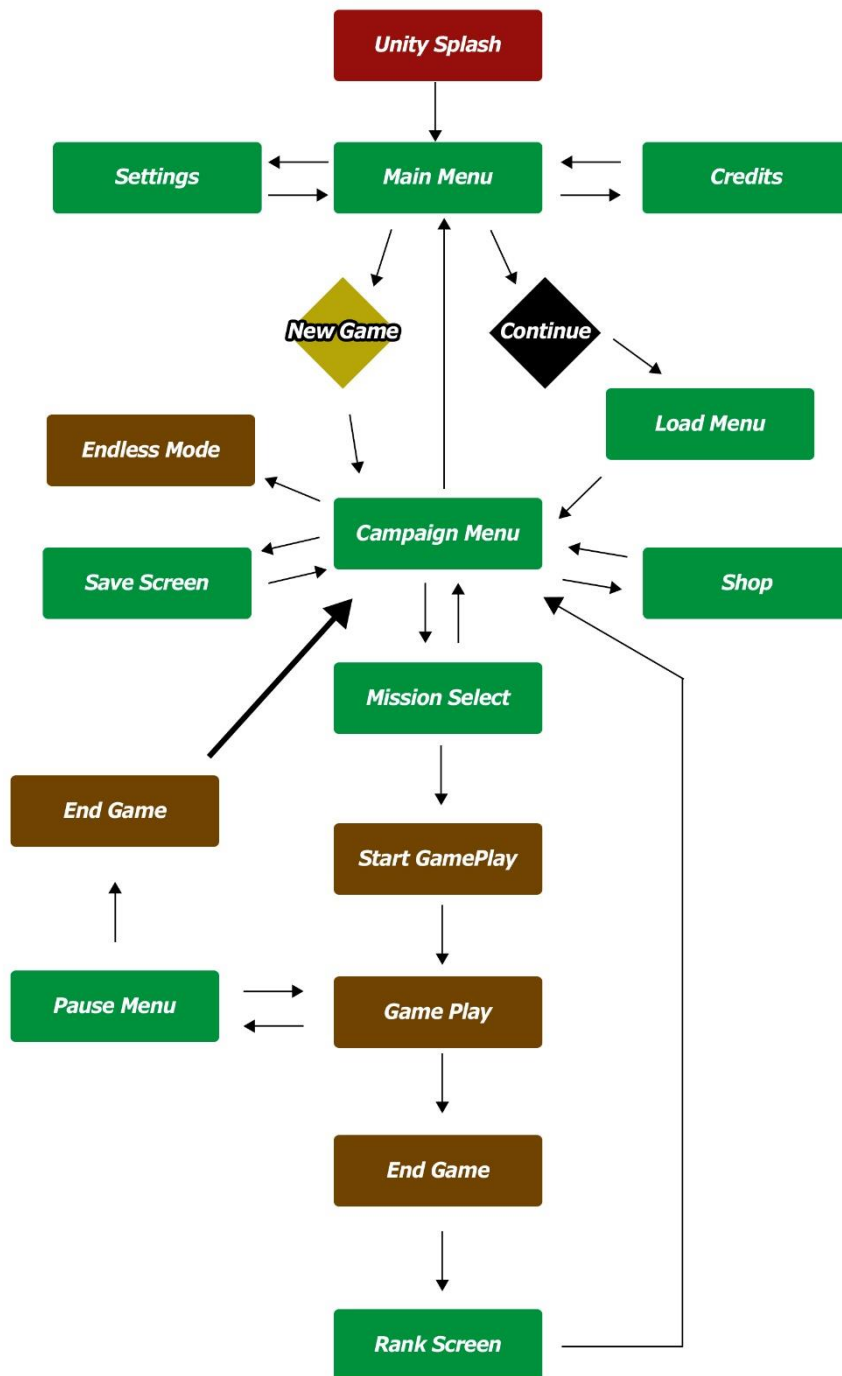 Unity Splash
Settings
Main Menu
Credits
New Game
Continue
Endless Mode
Load Menu
Campaign Menu
Save Screen
Shop
Mission Select
End Game
Start GamePlay
Pause Menu
Game Play
End Game
Rank Screen